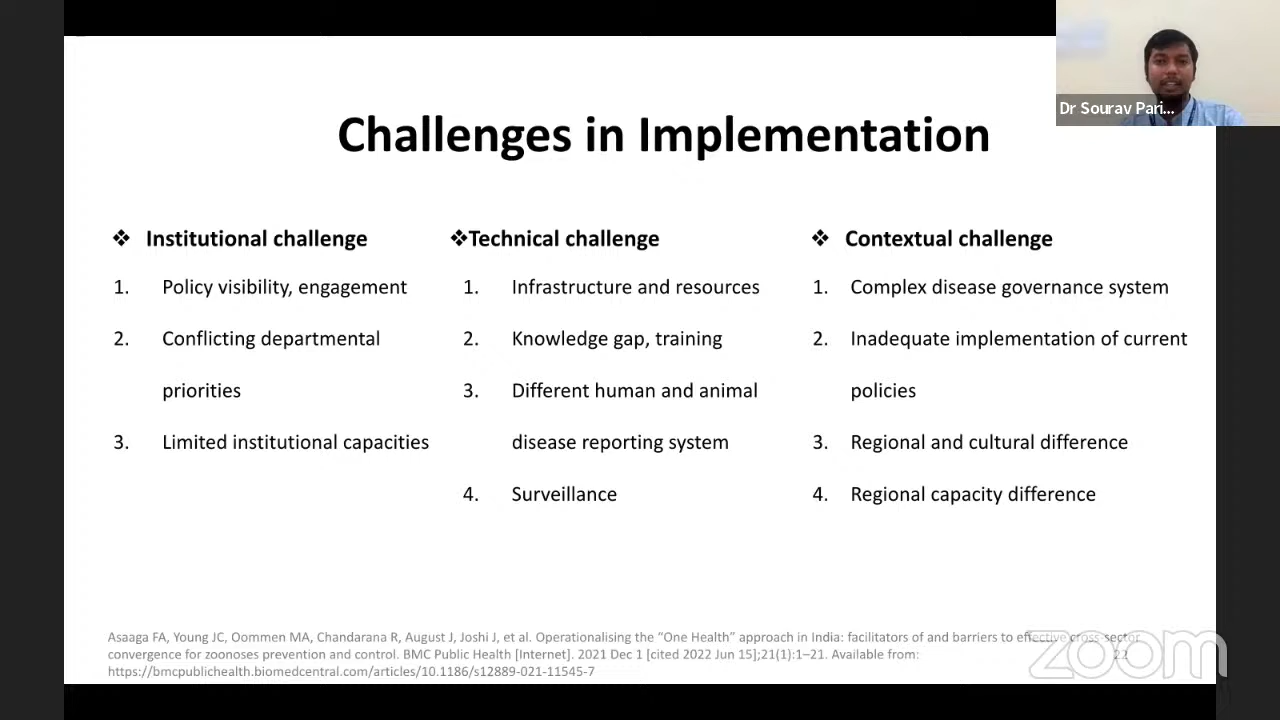 Dr Sourav Pari...
Challenges in Implementation
❖ Institutional challenge
1. Policy visibility, engagement
2. Conflicting departmental
priorities
3. Limited institutional capacities
❖Technical challenge
1. Infrastructure and resources
2. Knowledge gap, training
3. Different human and animal
disease reporting system
4. Surveillance
❖ Contextual challenge
1. Complex disease governance system
2. Inadequate implementation of current
policies
3. Regional and cultural difference
4. Regional capacity difference
Asaaga FA, Young JC, Oommen MA, Chandarana R, August J, Joshi J, et al. Operationalising the “One Health” approach in India: facilitators of and barriers to effective cross-sector
convergence for zoonoses prevention and control. BMC Public Health [Internet]. 2021 Dec 1 [cited 2022 Jun 15];21(1):1–21. Available from:
https://bmcpublichealth.biomedcentral.com/articles/10.1186/s12889-021-11545-7
22
zoom